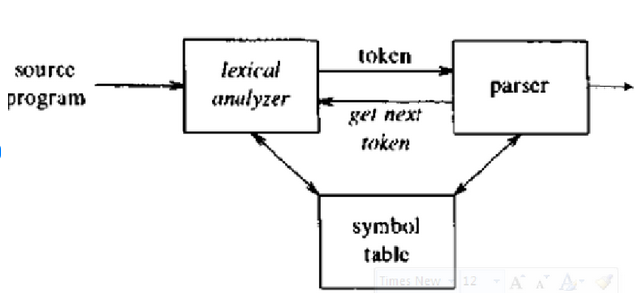 source
program
lexical
analyzer
token
get next
token
parser
symbol
table
Times New
12
A A A